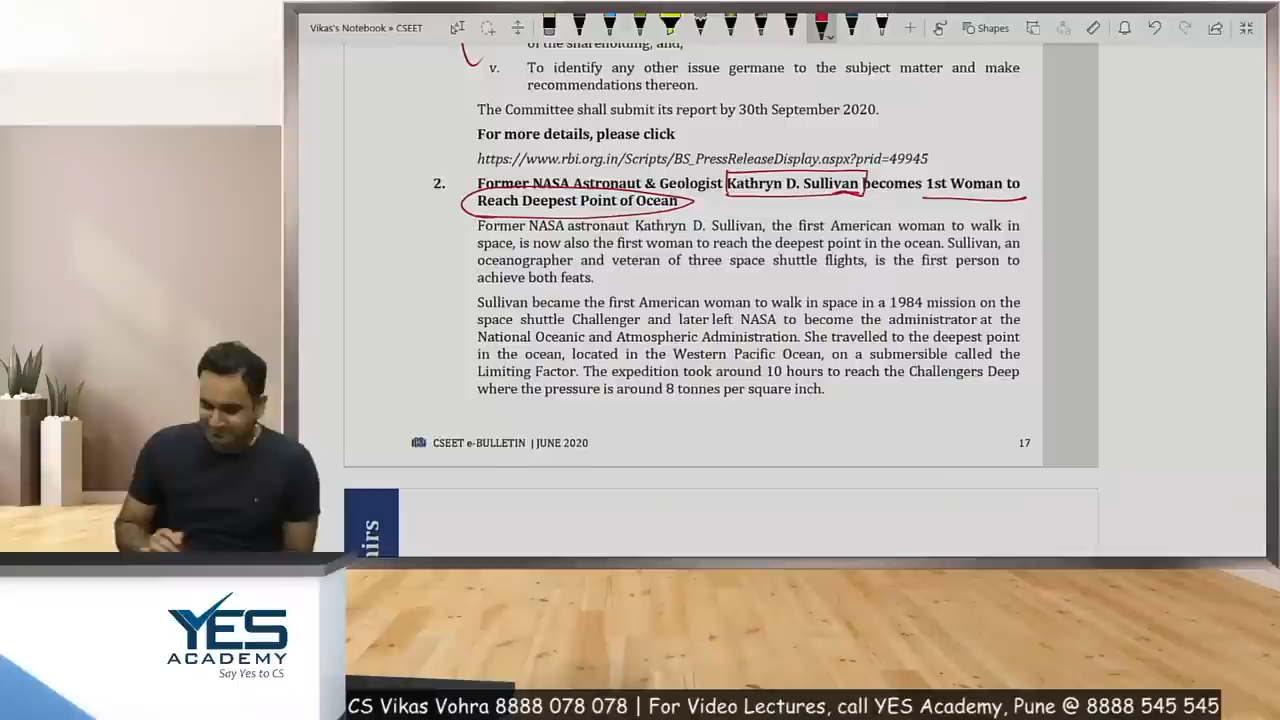 Vikas's Notebook » CSEET
Shapes
of the shareholding, and,
v. To identify any other issue germane to the subject matter and make
recommendations thereon.
The Committee shall submit its report by 30th September 2020.
For more details, please click
https://www.rbi.org.in/Scripts/BS_PressReleaseDisplay.aspx?prid=49945
2. Former NASA Astronaut & Geologist Kathryn D. Sullivan becomes 1st Woman to
Reach Deepest Point of Ocean
Former NASA astronaut Kathryn D. Sullivan, the first American woman to walk in
space, is now also the first woman to reach the deepest point in the ocean. Sullivan, an
oceanographer and veteran of three space shuttle flights, is the first person to
achieve both feats.
Sullivan became the first American woman to walk in space in a 1984 mission on the
space shuttle Challenger and later left NASA to become the administrator at the
National Oceanic and Atmospheric Administration. She travelled to the deepest point
in the ocean, located in the Western Pacific Ocean, on a submersible called the
Limiting Factor. The expedition took around 10 hours to reach the Challengers Deep
where the pressure is around 8 tonnes per square inch.
CSEET e-BULLETIN | JUNE 2020 17
YES
ACADEMY
Say Yes to CS
CS Vikas Vohra 8888 078 078 | For Video Lectures, call YES Academy, Pune @ 8888 545 545